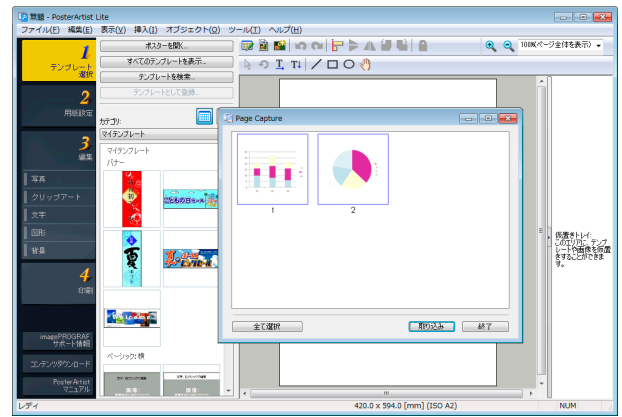 無題 - PosterArtist Lite
ファイル(F) 編集(E) 表示(V) 挿入(I) オブジェクト(O) ツール(T) ヘルプ(H)
1
テンプレート
選択
2
用紙設定
3
編集
写真
クリップアート
文字
図形
背景
4
印刷
imagePROGRAF
サポート情報
コンテンツダウンロード
PosterArtist
マニュアル
ポスターを開く...
すべてのテンプレートを表示...
テンプレートを検索...
テンプレートとして登録...
カテゴリ:
マイテンプレート
マイテンプレート
バナー
こどもの日セール
ベーシック:横
100%(ページ全体を表示)
Page Capture
1
2
全て選択
取り込み
終了
仮置きトレイ:
このエリアに、テンプ
レートや画像を仮置
きすることができま
す。
レディ
420.0 x 594.0 [mm] (ISO A2)
NUM